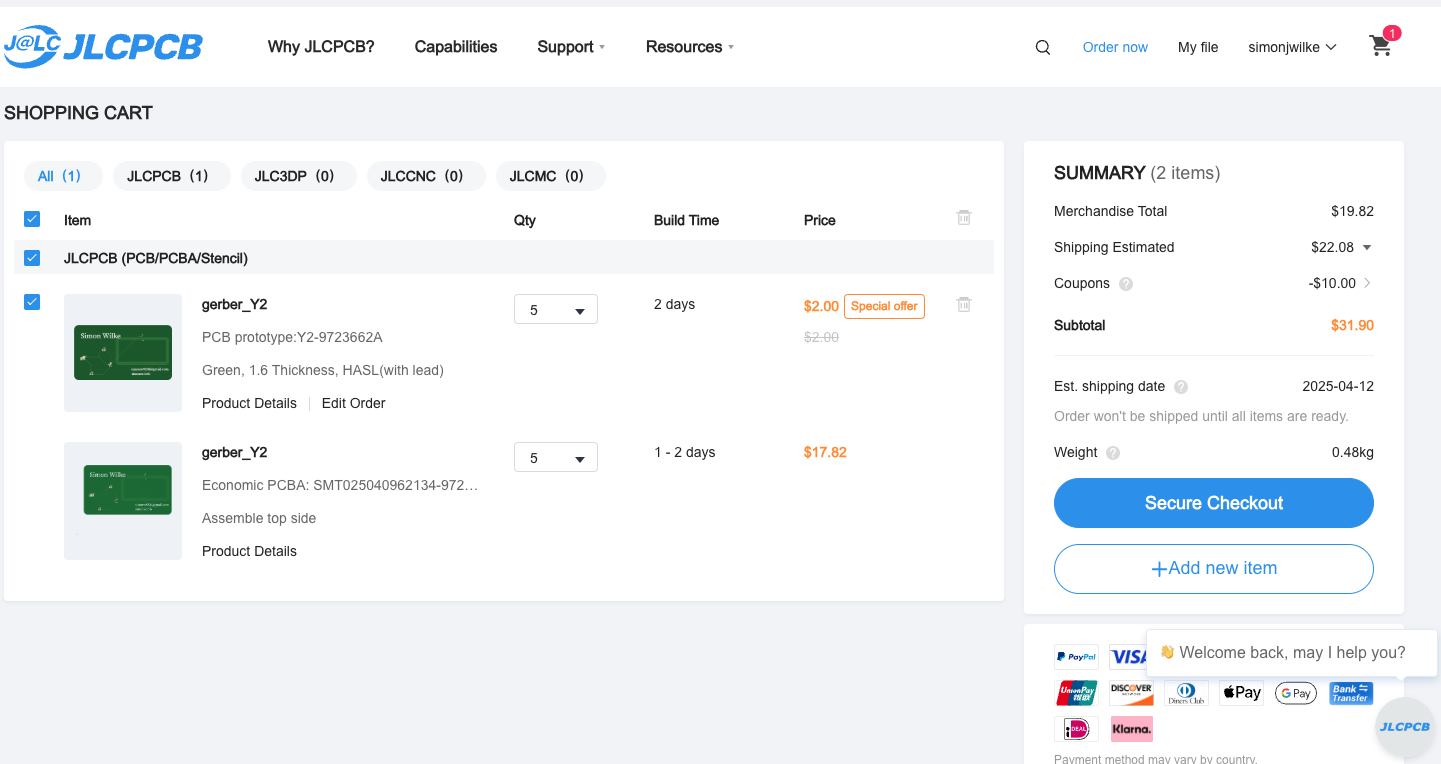 J@LC JLCPCB
Why JLCPCB? Capabilities Support Resources Order now My file simonjwilke 1
SHOPPING CART
All (1) JLCPCB (1) JLC3DP (0) JLCCNC (0) JLCMC (0)
Item Qty Build Time Price
JLCPCB (PCB/PCBA/Stencil)
gerber_Y2 5 2 days $2.00 Special offer
Simon Wilke
PCB prototype:Y2-9723662A $2.00
Green, 1.6 Thickness, HASL(with lead)
Product Details Edit Order
gerber_Y2 5 1 - 2 days $17.82
Simon Wilke
Economic PCBA: SMT025040962134-972…
Assemble top side
Product Details
SUMMARY (2 items)
Merchandise Total $19.82
Shipping Estimated $22.08
Coupons ? -$10.00
Subtotal $31.90
Est. shipping date ? 2025-04-12
Order won't be shipped until all items are ready.
Weight ? 0.48kg
Secure Checkout
+Add new item
👋 Welcome back, may I help you?
PayPal VISA
UnionPay 银联 DISCOVER Diners Club Pay G Pay Bank Transfer
iDEAL Klarna.
JLCPCB
Payment method may vary by country.